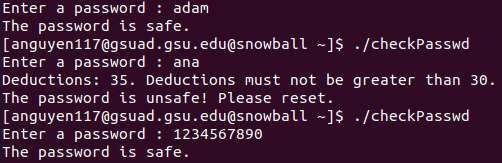 Enter a password : adam
The password is safe.
[anguyen117@gsuad.gsu.edu@snowball ~]$ ./checkPasswd
Enter a password : ana
Deductions: 35. Deductions must not be greater than 30.
The password is unsafe! Please reset.
[anguyen117@gsuad.gsu.edu@snowball ~]$ ./checkPasswd
Enter a password : 1234567890
The password is safe.